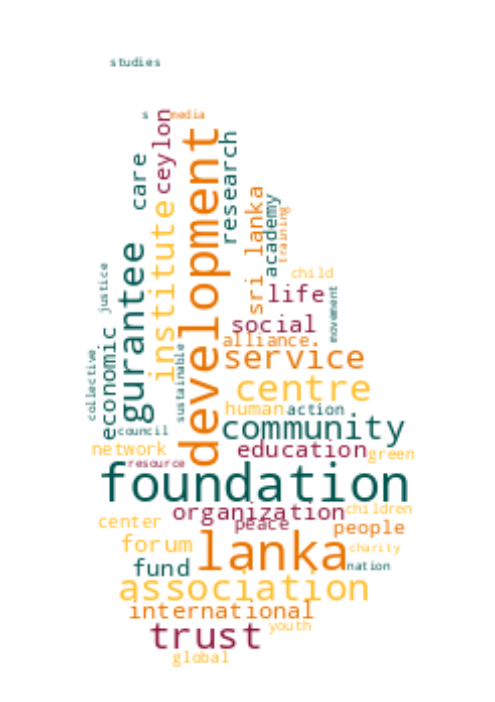 studies
s
media
ceylon
development
research
care
institute
sri lanka
academy
training
gurantee
justice
child
life
movement
social
economic
collective
sustainable
alliance.
service
centre
human
action
council
community
network
education
green
resource
foundation
organization
children
center
peace
people
forum
lanka
charity
fund
nation
association
international
trust
youth
global